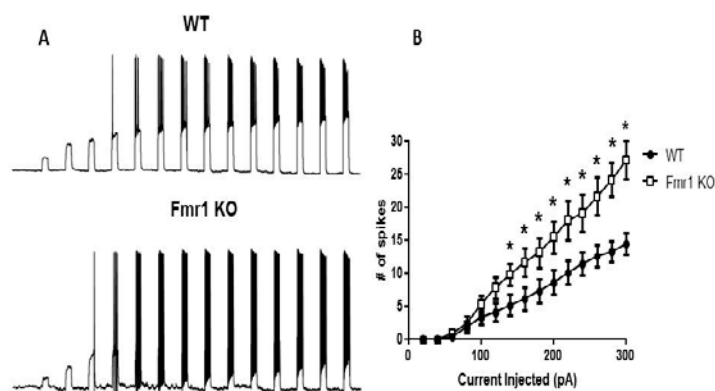 A
WT
Fmr1 KO
B
* * * * * * * * *
30
25
20
15
10
5
0
# of spikes
100
200
300
Current Injected (pA)
WT
Fmr1 KO